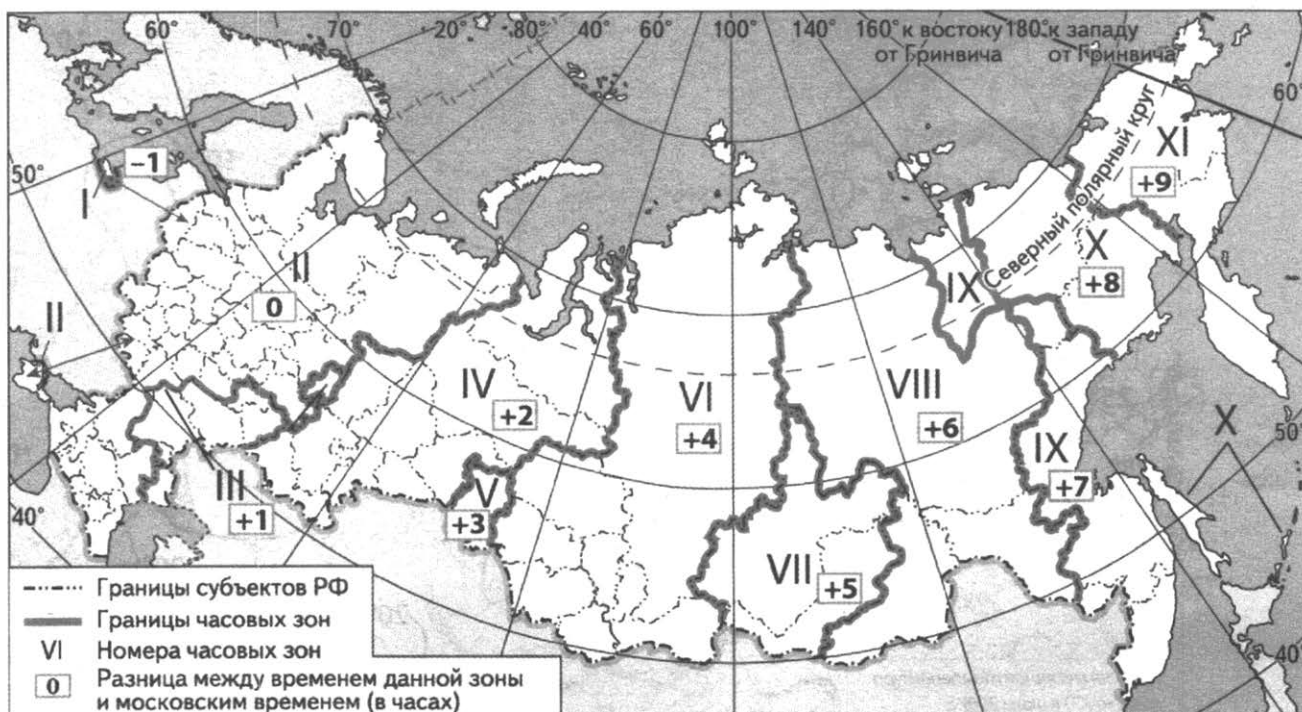 60° 70° 20° 80° 40° 100° 140° 160° к востоку 180° к западу
от Гринвича от Гринвича
60°
50°
Северный полярный круг
XI
+9
−1
I
X
+8
II
IX
0
II
IV
+2
VI
+4
VIII
+6
X
50°
IX
+7
III
+1
V
+3
40°
VII
+5
40°
Границы субъектов РФ
Границы часовых зон
VI Номера часовых зон
0 Разница между временем данной зоны
и московским временем (в часах)